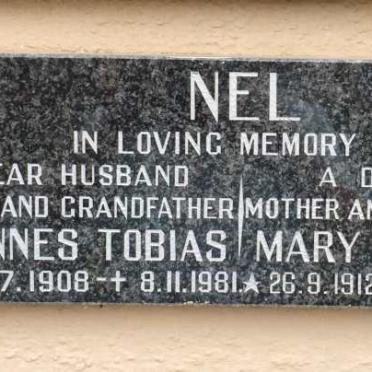 NEL
IN LOVING MEMORY
EAR HUSBAND A D
AND GRANDFATHER MOTHER AN
NNES TOBIAS MARY
7.1908 - + 8.11.1981. ★ 26.9.1912